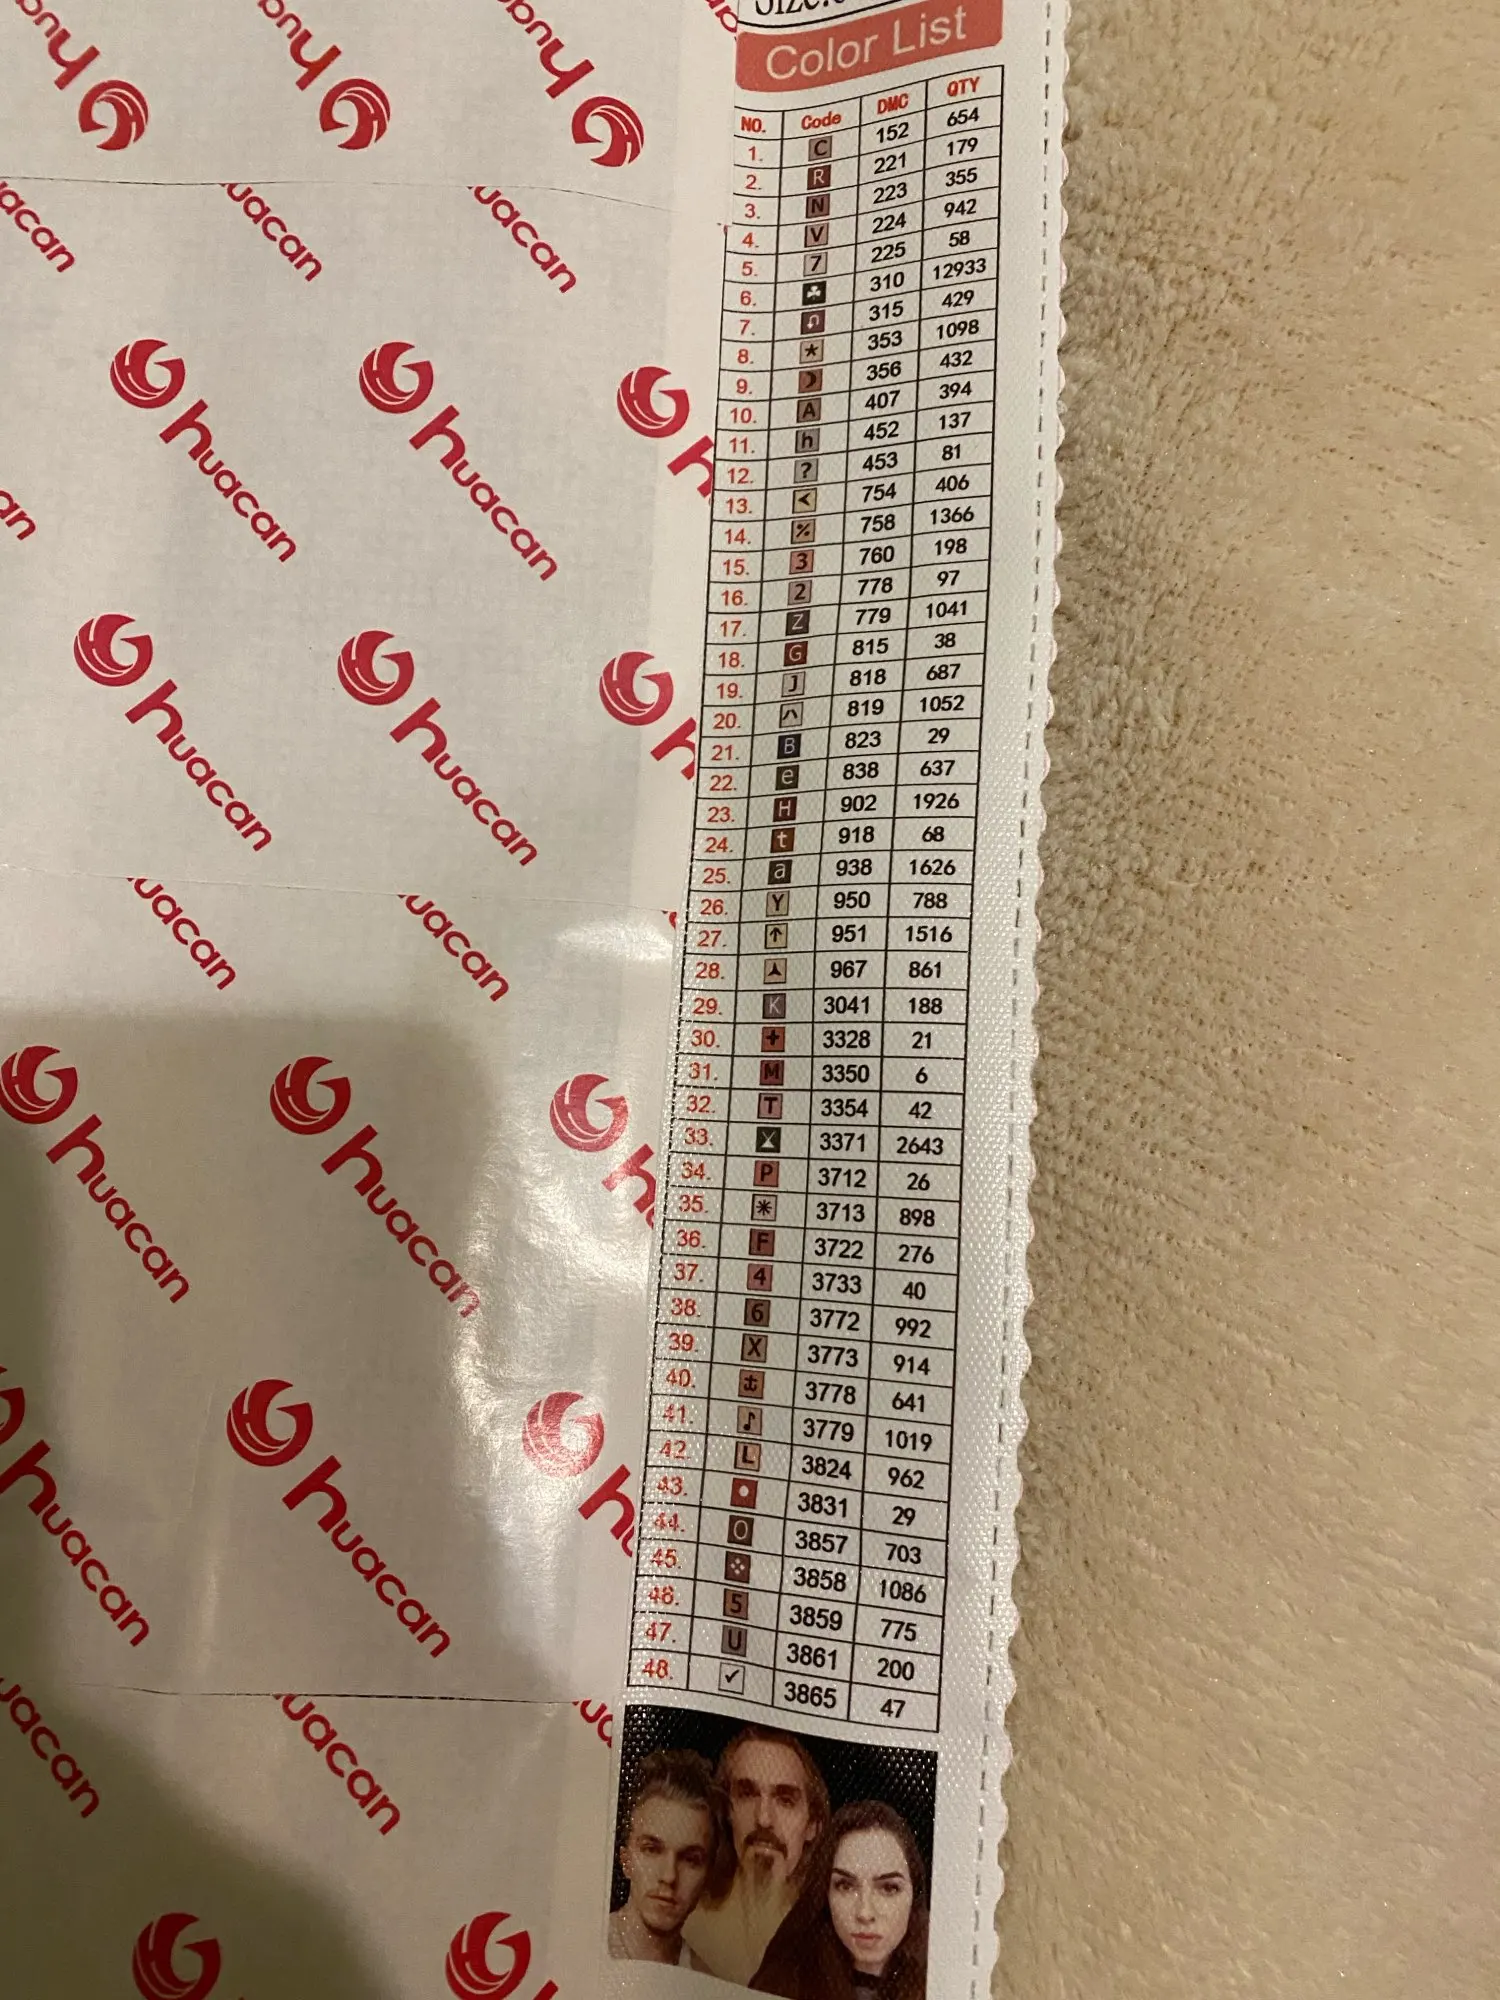 Color List
NO. Code DMC QTY
1. C 152 654
2. R 221 179
3. N 223 355
4. V 224 942
5. 7 225 58
6. ☘ 310 12933
7. 315 429
8. ★ 353 1098
9. ☽ 356 432
10. A 407 394
11. h 452 137
12. ? 453 81
13. ≺ 754 406
14. % 758 1366
15. 3 760 198
16. 2 778 97
17. Z 779 1041
18. G 815 38
19. J 818 687
20. 819 1052
21. B 823 29
22. e 838 637
23. H 902 1926
24. t 918 68
25. a 938 1626
26. Y 950 788
27. ↑ 951 1516
28. 967 861
29. K 3041 188
30. + 3328 21
31. M 3350 6
32. T 3354 42
33. 3371 2643
34. P 3712 26
35. ✳ 3713 898
36. F 3722 276
37. 4 3733 40
38. 6 3772 992
39. X 3773 914
40. ⚓ 3778 641
41. ♪ 3779 1019
42. L 3824 962
43. ● 3831 29
44. O 3857 703
45. ❖ 3858 1086
46. 5 3859 775
47. U 3861 200
48. ✓ 3865 47
huacan
huacan
huacan
huacan
huacan
huacan
huacan
huacan